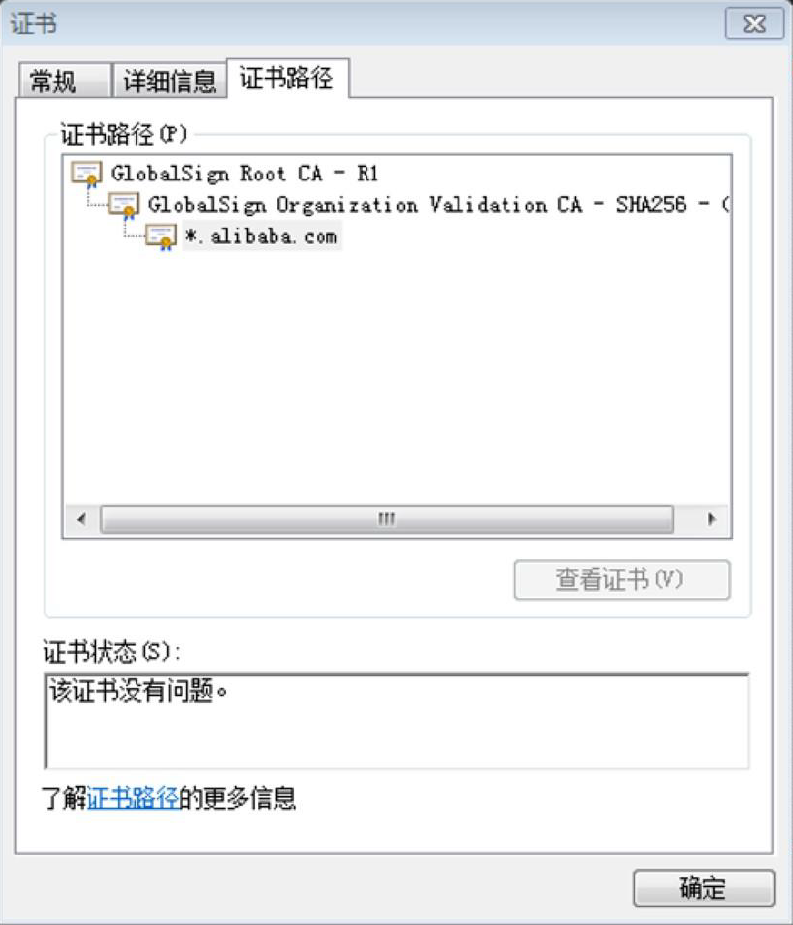 证书
常规 详细信息 证书路径
证书路径(P)
GlobalSign Root CA - R1
GlobalSign Organization Validation CA - SHA256 - (
*.alibaba.com
查看证书(V)
证书状态(S):
该证书没有问题。
了解证书路径的更多信息
确定